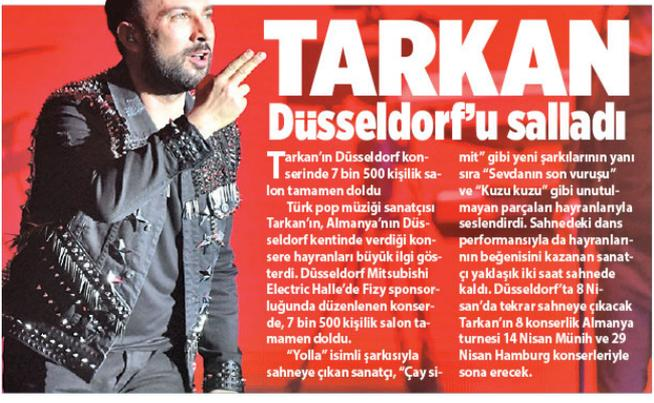 TARKAN
Düsseldorf'u salladı
Tarkan'ın Düsseldorf kon-
serinde 7 bin 500 kişilik sa-
lon tamamen doldu
Türk pop müziği sanatçısı
Tarkan'ın, Almanya'nın Düs-
seldorf kentinde verdiği kon-
sere hayranları büyük ilgi gös-
terdi. Düsseldorf Mitsubishi
Electric Halle'de Fizy sponsor-
luğunda düzenlenen konser-
de, 7 bin 500 kişilik salon ta-
mamen doldu.
"Yolla" isimli şarkısıyla
sahneye çıkan sanatçı, "Çay si-
mit" gibi yeni şarkılarının yanı
sıra "Sevdanın son vuruşu"
ve "Kuzu kuzu" gibi unutul-
mayan parçaları hayranlarıyla
seslendirdi. Sahnedeki dans
performansıyla da hayranları-
nın beğenisini kazanan sanat-
çı yaklaşık iki saat sahnede
kaldı. Düsseldorf'ta 8 Ni-
san'da tekrar sahneye çıkacak
Tarkan'ın 8 konserlik Almanya
turnesi 14 Nisan Münih ve 29
Nisan Hamburg konserleriyle
sona erecek.